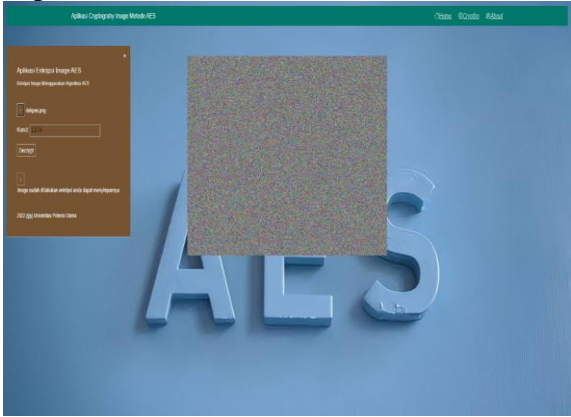 Aplikasi Cryptography Image Metode AES
Home Crypto About
Aplikasi Enkripsi Image AES
Enkripsi Image Menggunakan Algoritma AES
Kunci 1234
Decrypt
Image sudah dilakukan enkripsi anda dapat menyimpannya
2022 Universitas Potensi Utama
AES